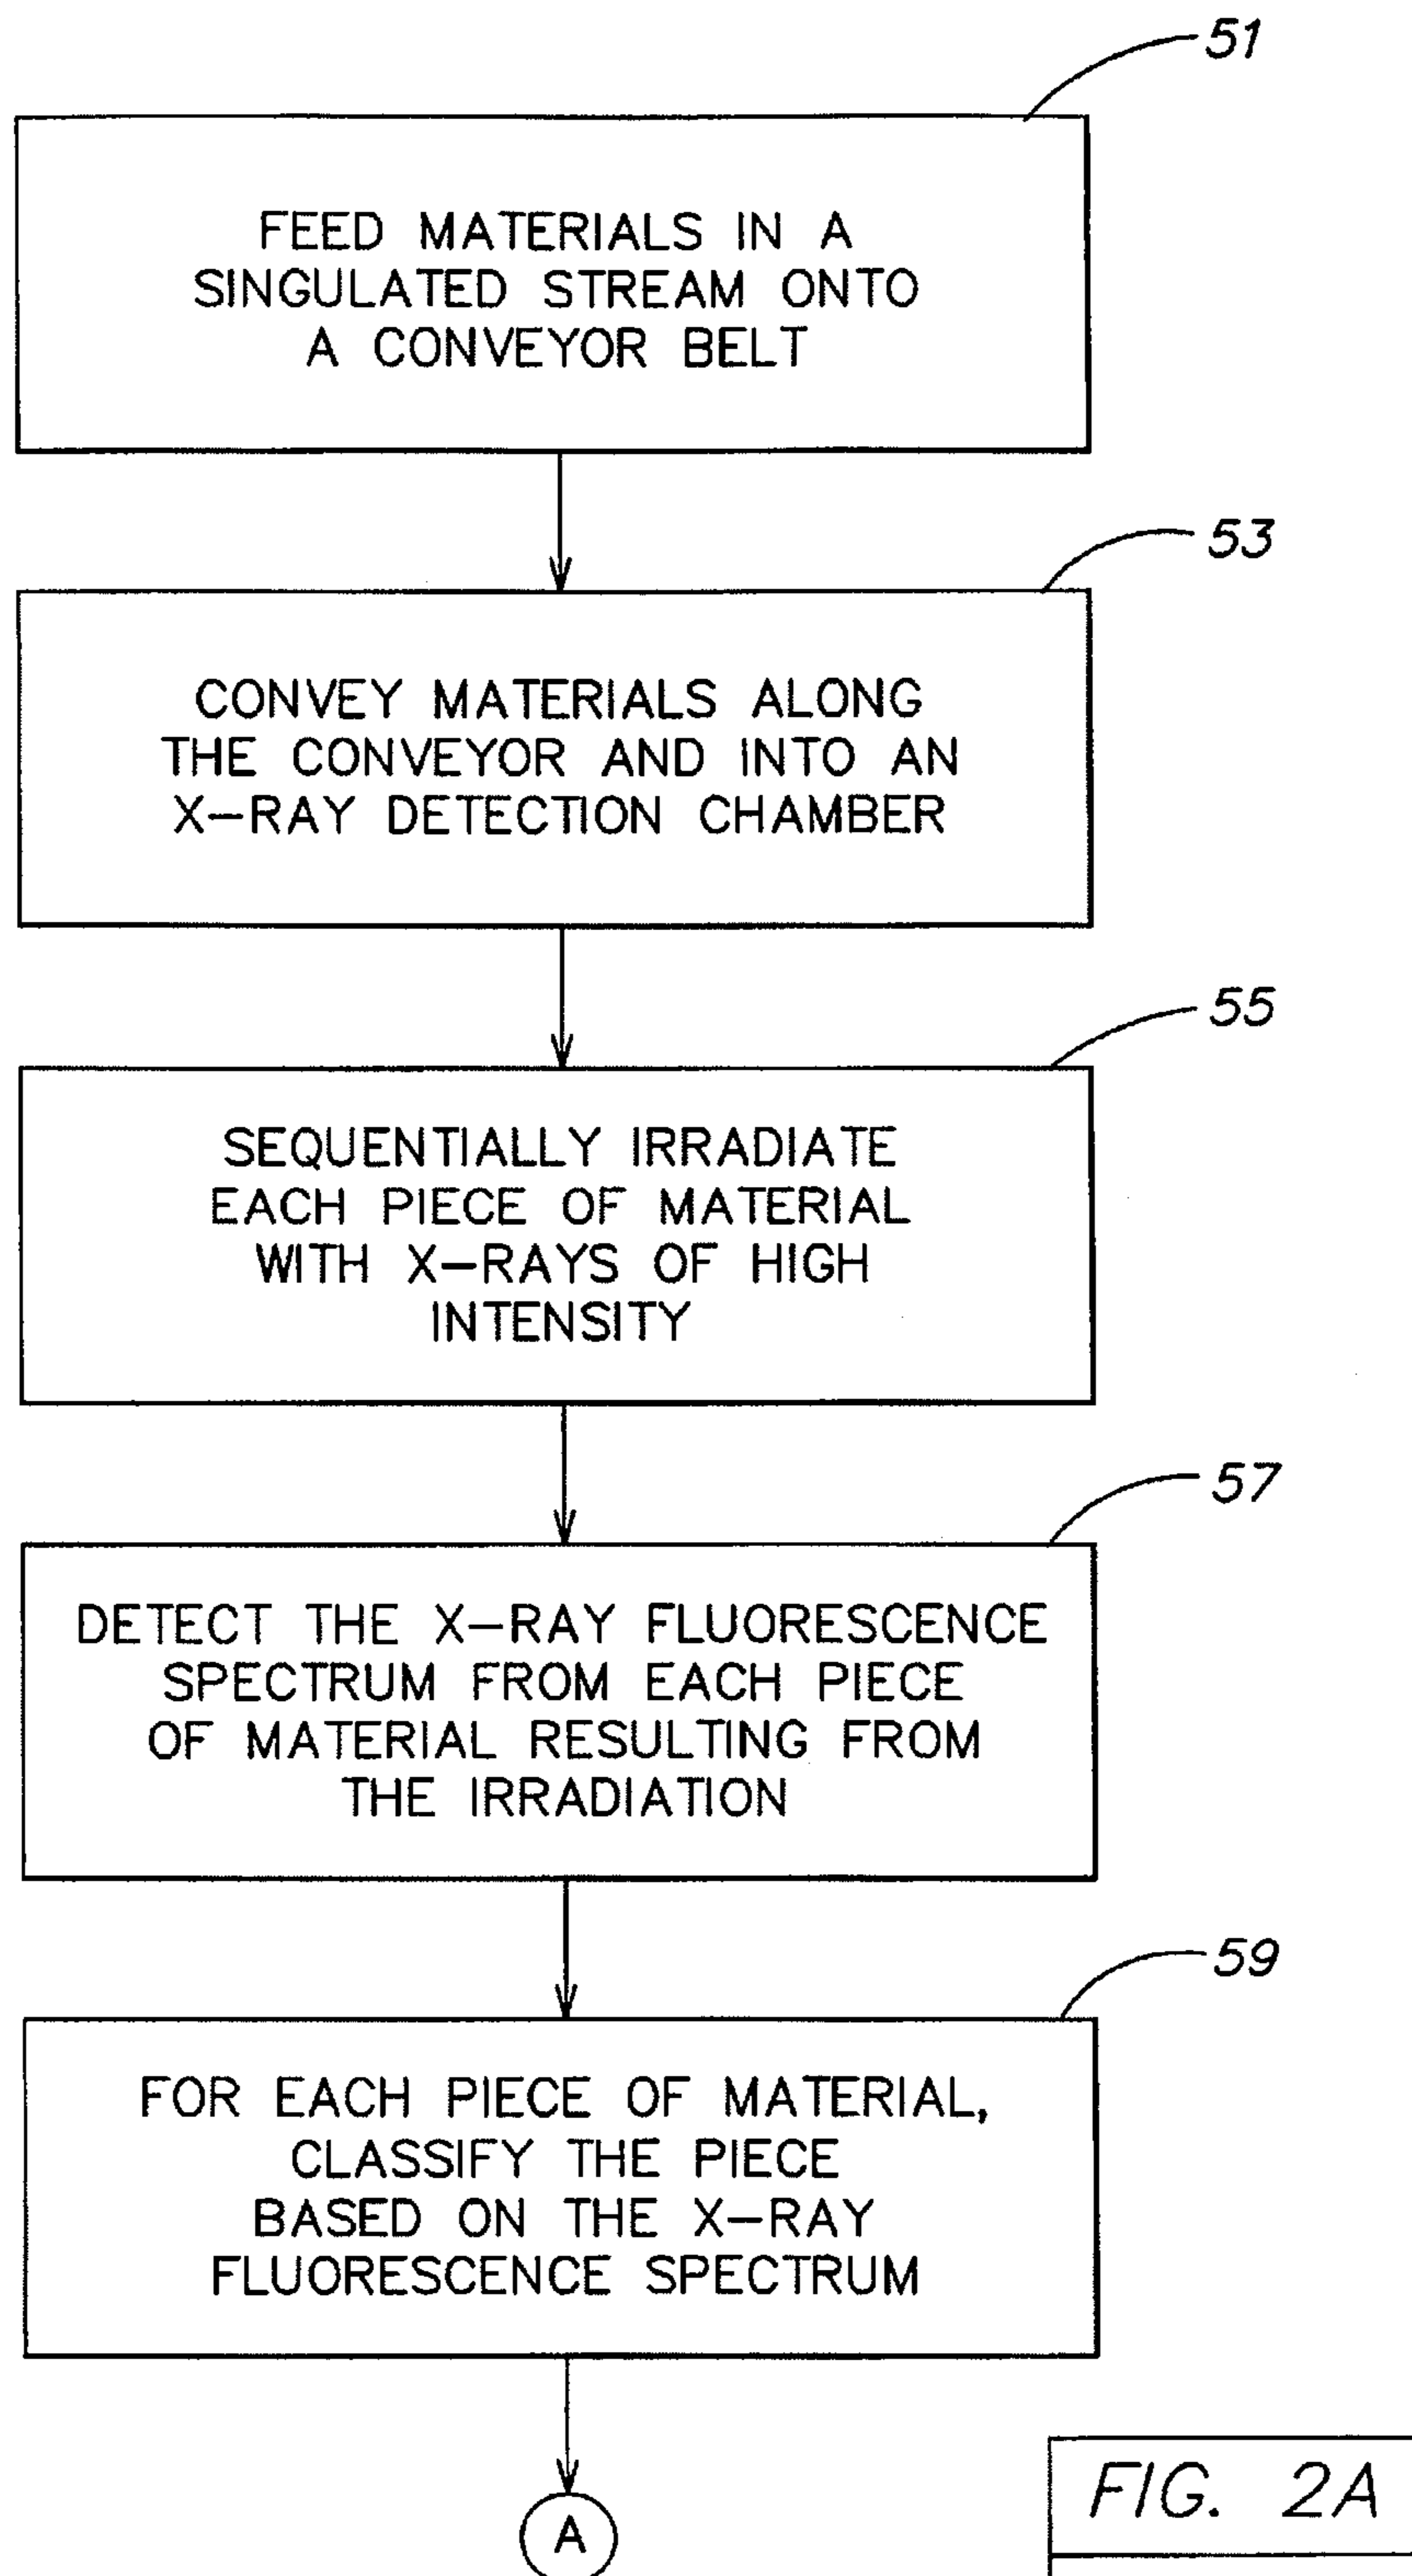 51
FEED MATERIALS IN A
SINGULATED STREAM ONTO
A CONVEYOR BELT
53
CONVEY MATERIALS ALONG
THE CONVEYOR AND INTO AN
X-RAY DETECTION CHAMBER
55
SEQUENTIALLY IRRADIATE
EACH PIECE OF MATERIAL
WITH X-RAYS OF HIGH
INTENSITY
57
DETECT THE X-RAY FLUORESCENCE
SPECTRUM FROM EACH PIECE
OF MATERIAL RESULTING FROM
THE IRRADIATION
59
FOR EACH PIECE OF MATERIAL,
CLASSIFY THE PIECE
BASED ON THE X-RAY
FLUORESCENCE SPECTRUM
A
FIG. 2A